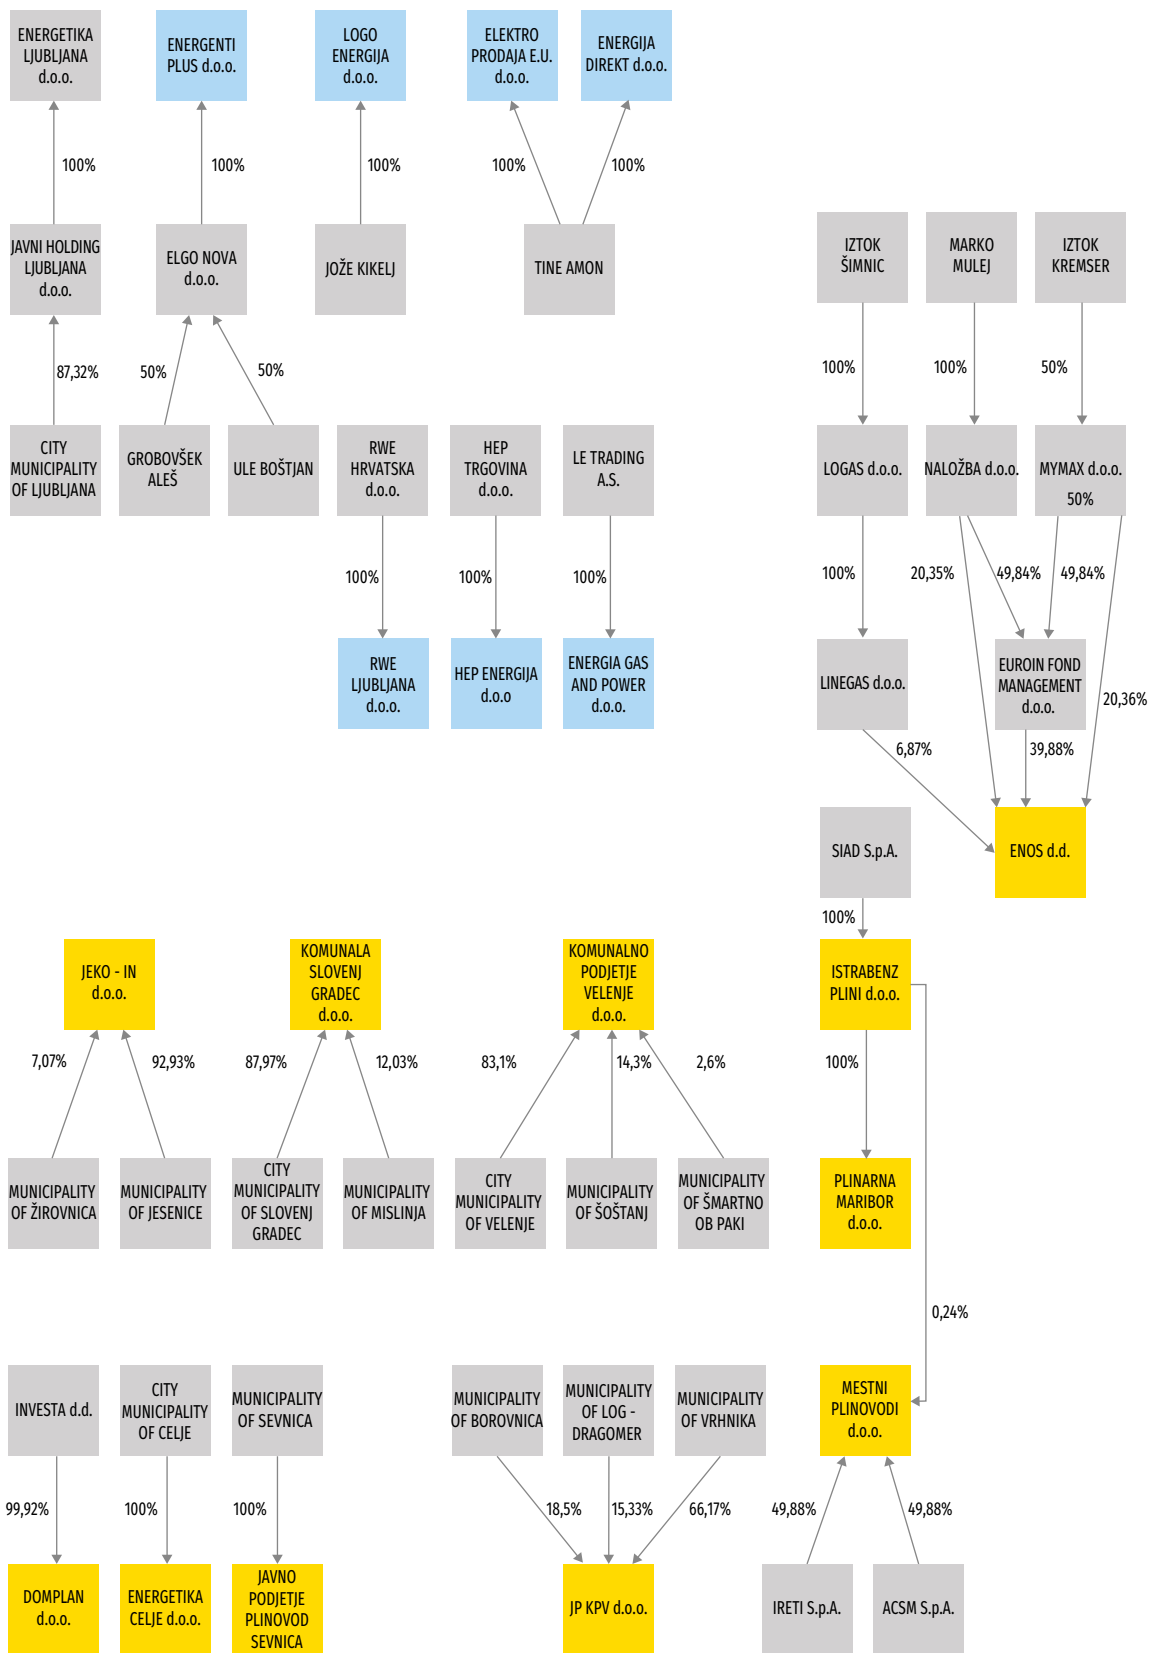 ENERGETIKA
LJUBLJANA
d.o.o.
ENERGENTI
PLUS d.o.o.
LOGO
ENERGIJA
d.o.o.
ELEKTRO
PRODAJA E.U.
d.o.o.
ENERGIJA
DIREKT d.o.o.
100%
100%
100%
100%
100%
JAVNI HOLDING
LJUBLJANA
d.o.o.
ELGO NOVA
d.o.o.
JOŽE KIKELJ
TINE AMON
IZTOK
ŠIMNIC
MARKO
MULEJ
IZTOK
KREMSER
87,32%
50%
50%
100%
100%
50%
CITY
MUNICIPALITY
OF LJUBLJANA
GROBOVŠEK
ALEŠ
ULE BOŠTJAN
RWE
HRVATSKA
d.o.o.
HEP
TRGOVINA
d.o.o.
LE TRADING
A.S.
LOGAS d.o.o.
NALOŽBA d.o.o.
MYMAX d.o.o.
50%
100%
100%
100%
100%
20,35%
49,84%
49,84%
RWE
LJUBLJANA
d.o.o.
HEP ENERGIJA
d.o.o
ENERGIA GAS
AND POWER
d.o.o.
LINEGAS d.o.o.
EUROIN FOND
MANAGEMENT
d.o.o.
20,36%
6,87%
39,88%
SIAD S.p.A.
ENOS d.d.
100%
JEKO - IN
d.o.o.
KOMUNALA
SLOVENJ
GRADEC
d.o.o.
KOMUNALNO
PODJETJE
VELENJE
d.o.o.
ISTRABENZ
PLINI d.o.o.
7,07%
92,93%
87,97%
12,03%
83,1%
14,3%
2,6%
100%
MUNICIPALITY
OF ŽIROVNICA
MUNICIPALITY
OF JESENICE
CITY
MUNICIPALITY
OF SLOVENJ
GRADEC
MUNICIPALITY
OF MISLINJA
CITY
MUNICIPALITY
OF VELENJE
MUNICIPALITY
OF ŠOŠTANJ
MUNICIPALITY
OF ŠMARTNO
OB PAKI
PLINARNA
MARIBOR
d.o.o.
0,24%
INVESTA d.d.
CITY
MUNICIPALITY
OF CELJE
MUNICIPALITY
OF SEVNICA
MUNICIPALITY
OF BOROVNICA
MUNICIPALITY
OF LOG -
DRAGOMER
MUNICIPALITY
OF VRHNIKA
MESTNI
PLINOVODI
d.o.o.
99,92%
100%
100%
18,5%
15,33%
66,17%
49,88%
49,88%
DOMPLAN
d.o.o.
ENERGETIKA
CELJE d.o.o.
JAVNO
PODJETJE
PLINOVOD
SEVNICA
JP KPV d.o.o.
IRETI S.p.A.
ACSM S.p.A.